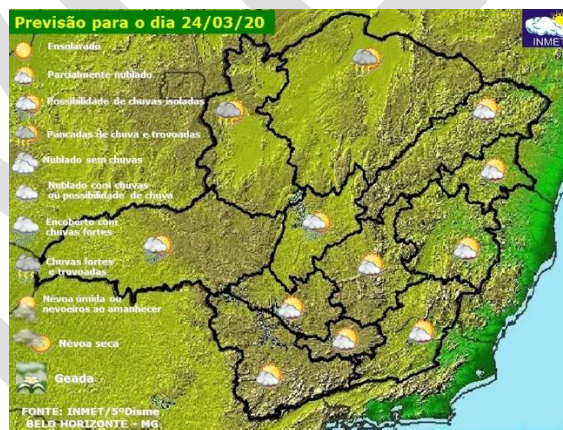 Previsão para o dia 24/03/20
INMET
Ensolarado
Parcialmente nublado
Possibilidade de chuvas isoladas
Pancadas de chuva e trovoadas
Nublado sem chuvas
Nublado com chuvas
ou possibilidade de chuva
Encoberto com
chuvas fortes
Chuvas fortes
e trovoadas
Névoa úmida ou
nevoeiros ao amanhecer
Névoa seca
Geada
FONTE: INMET/5ºDisme
BELO HORIZONTE - MG